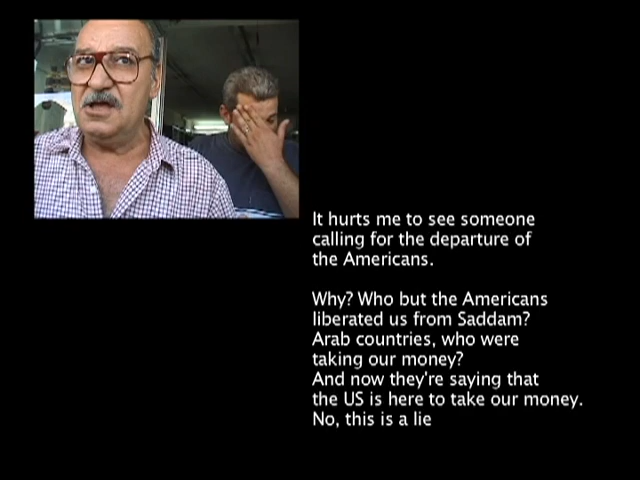 It hurts me to see someone
calling for the departure of
the Americans.
Why? Who but the Americans
liberated us from Saddam?
Arab countries, who were
taking our money?
And now they're saying that
the US is here to take our money.
No, this is a lie